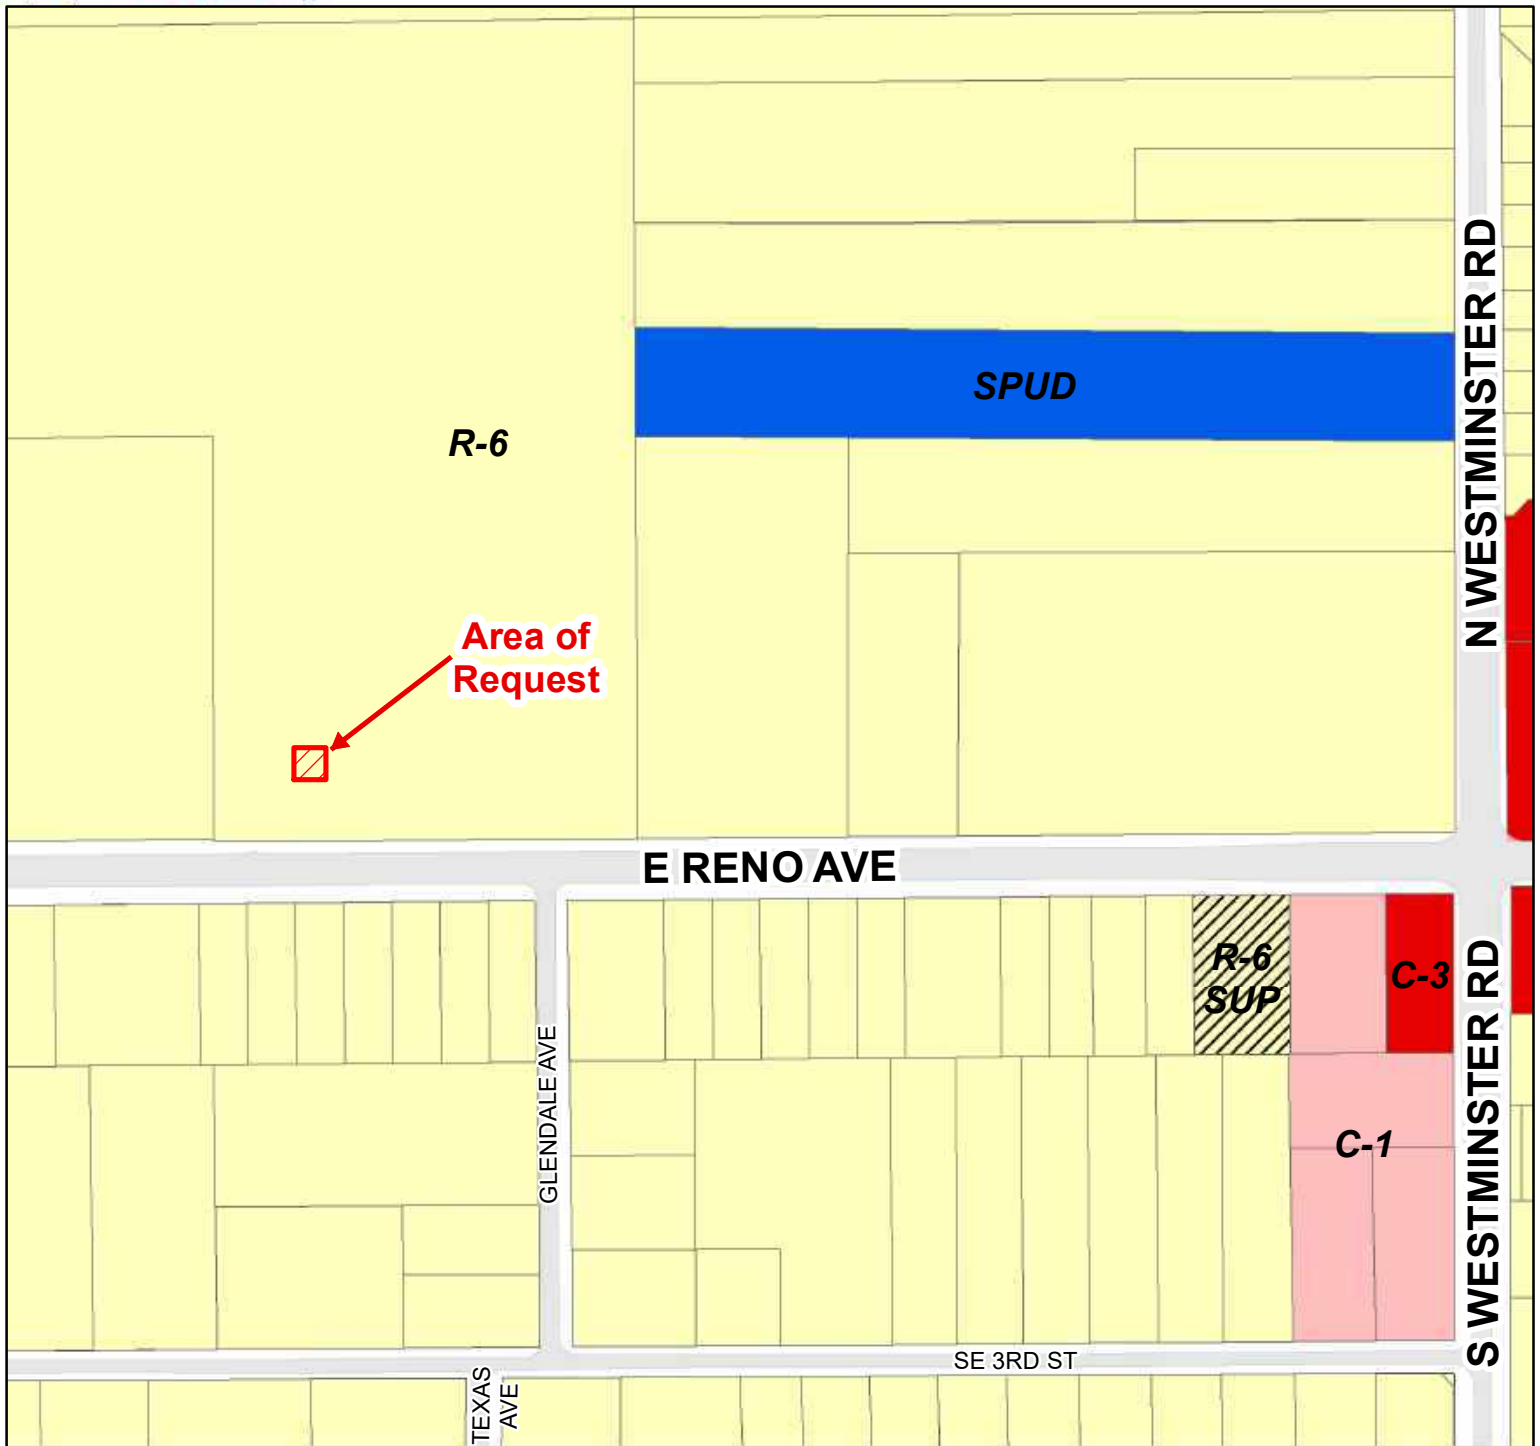 N WESTMINSTER RD
SPUD
R-6
Area of
Request
E RENO AVE
R-6
SUP
C-3
S WESTMINSTER RD
GLENDALE AVE
C-1
SE 3RD ST
TEXAS
AVE